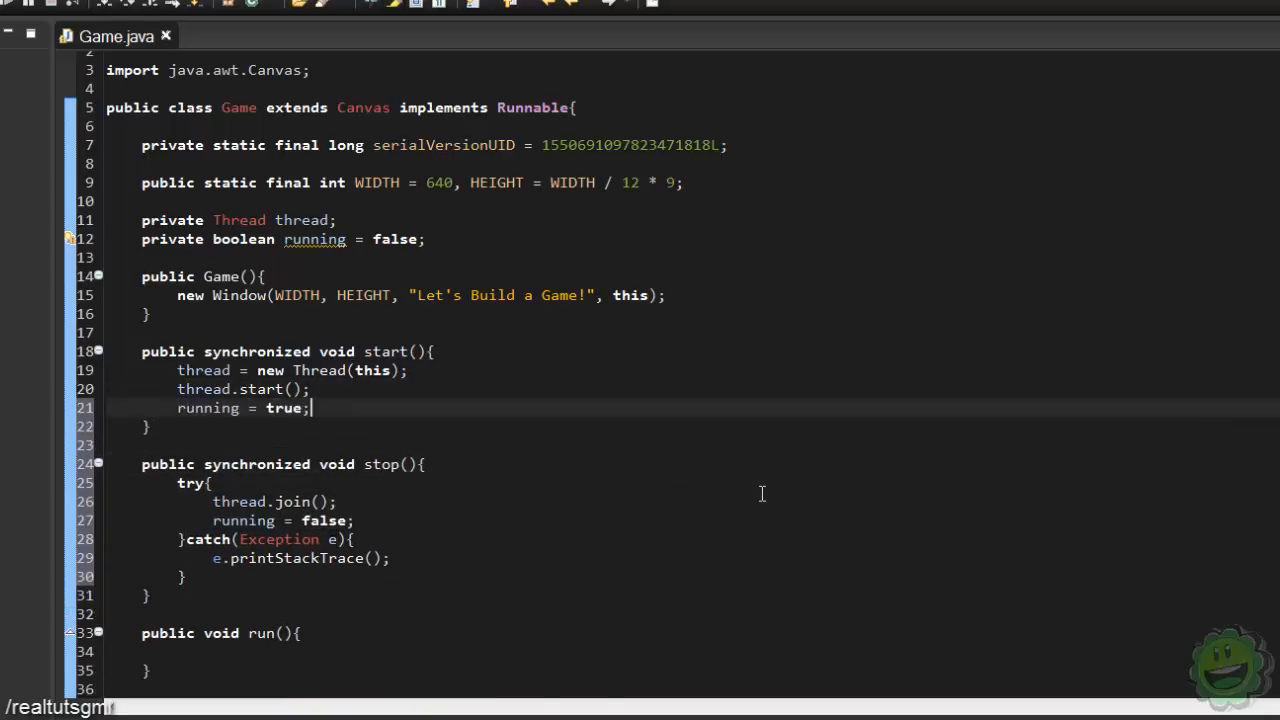 Game.java
2
3 import java.awt.Canvas;
4
5 public class Game extends Canvas implements Runnable{
6
7 private static final long serialVersionUID = 1550691097823471818L;
8
9 public static final int WIDTH = 640, HEIGHT = WIDTH / 12 * 9;
10
11 private Thread thread;
12 private boolean running = false;
13
14 public Game(){
15 new Window(WIDTH, HEIGHT, "Let's Build a Game!", this);
16 }
17
18 public synchronized void start(){
19 thread = new Thread(this);
20 thread.start();
21 running = true;
22 }
23
24 public synchronized void stop(){
25 try{
26 thread.join();
27 running = false;
28 }catch(Exception e){
29 e.printStackTrace();
30 }
31 }
32
33 public void run(){
34
35 }
36
/realtutsgm